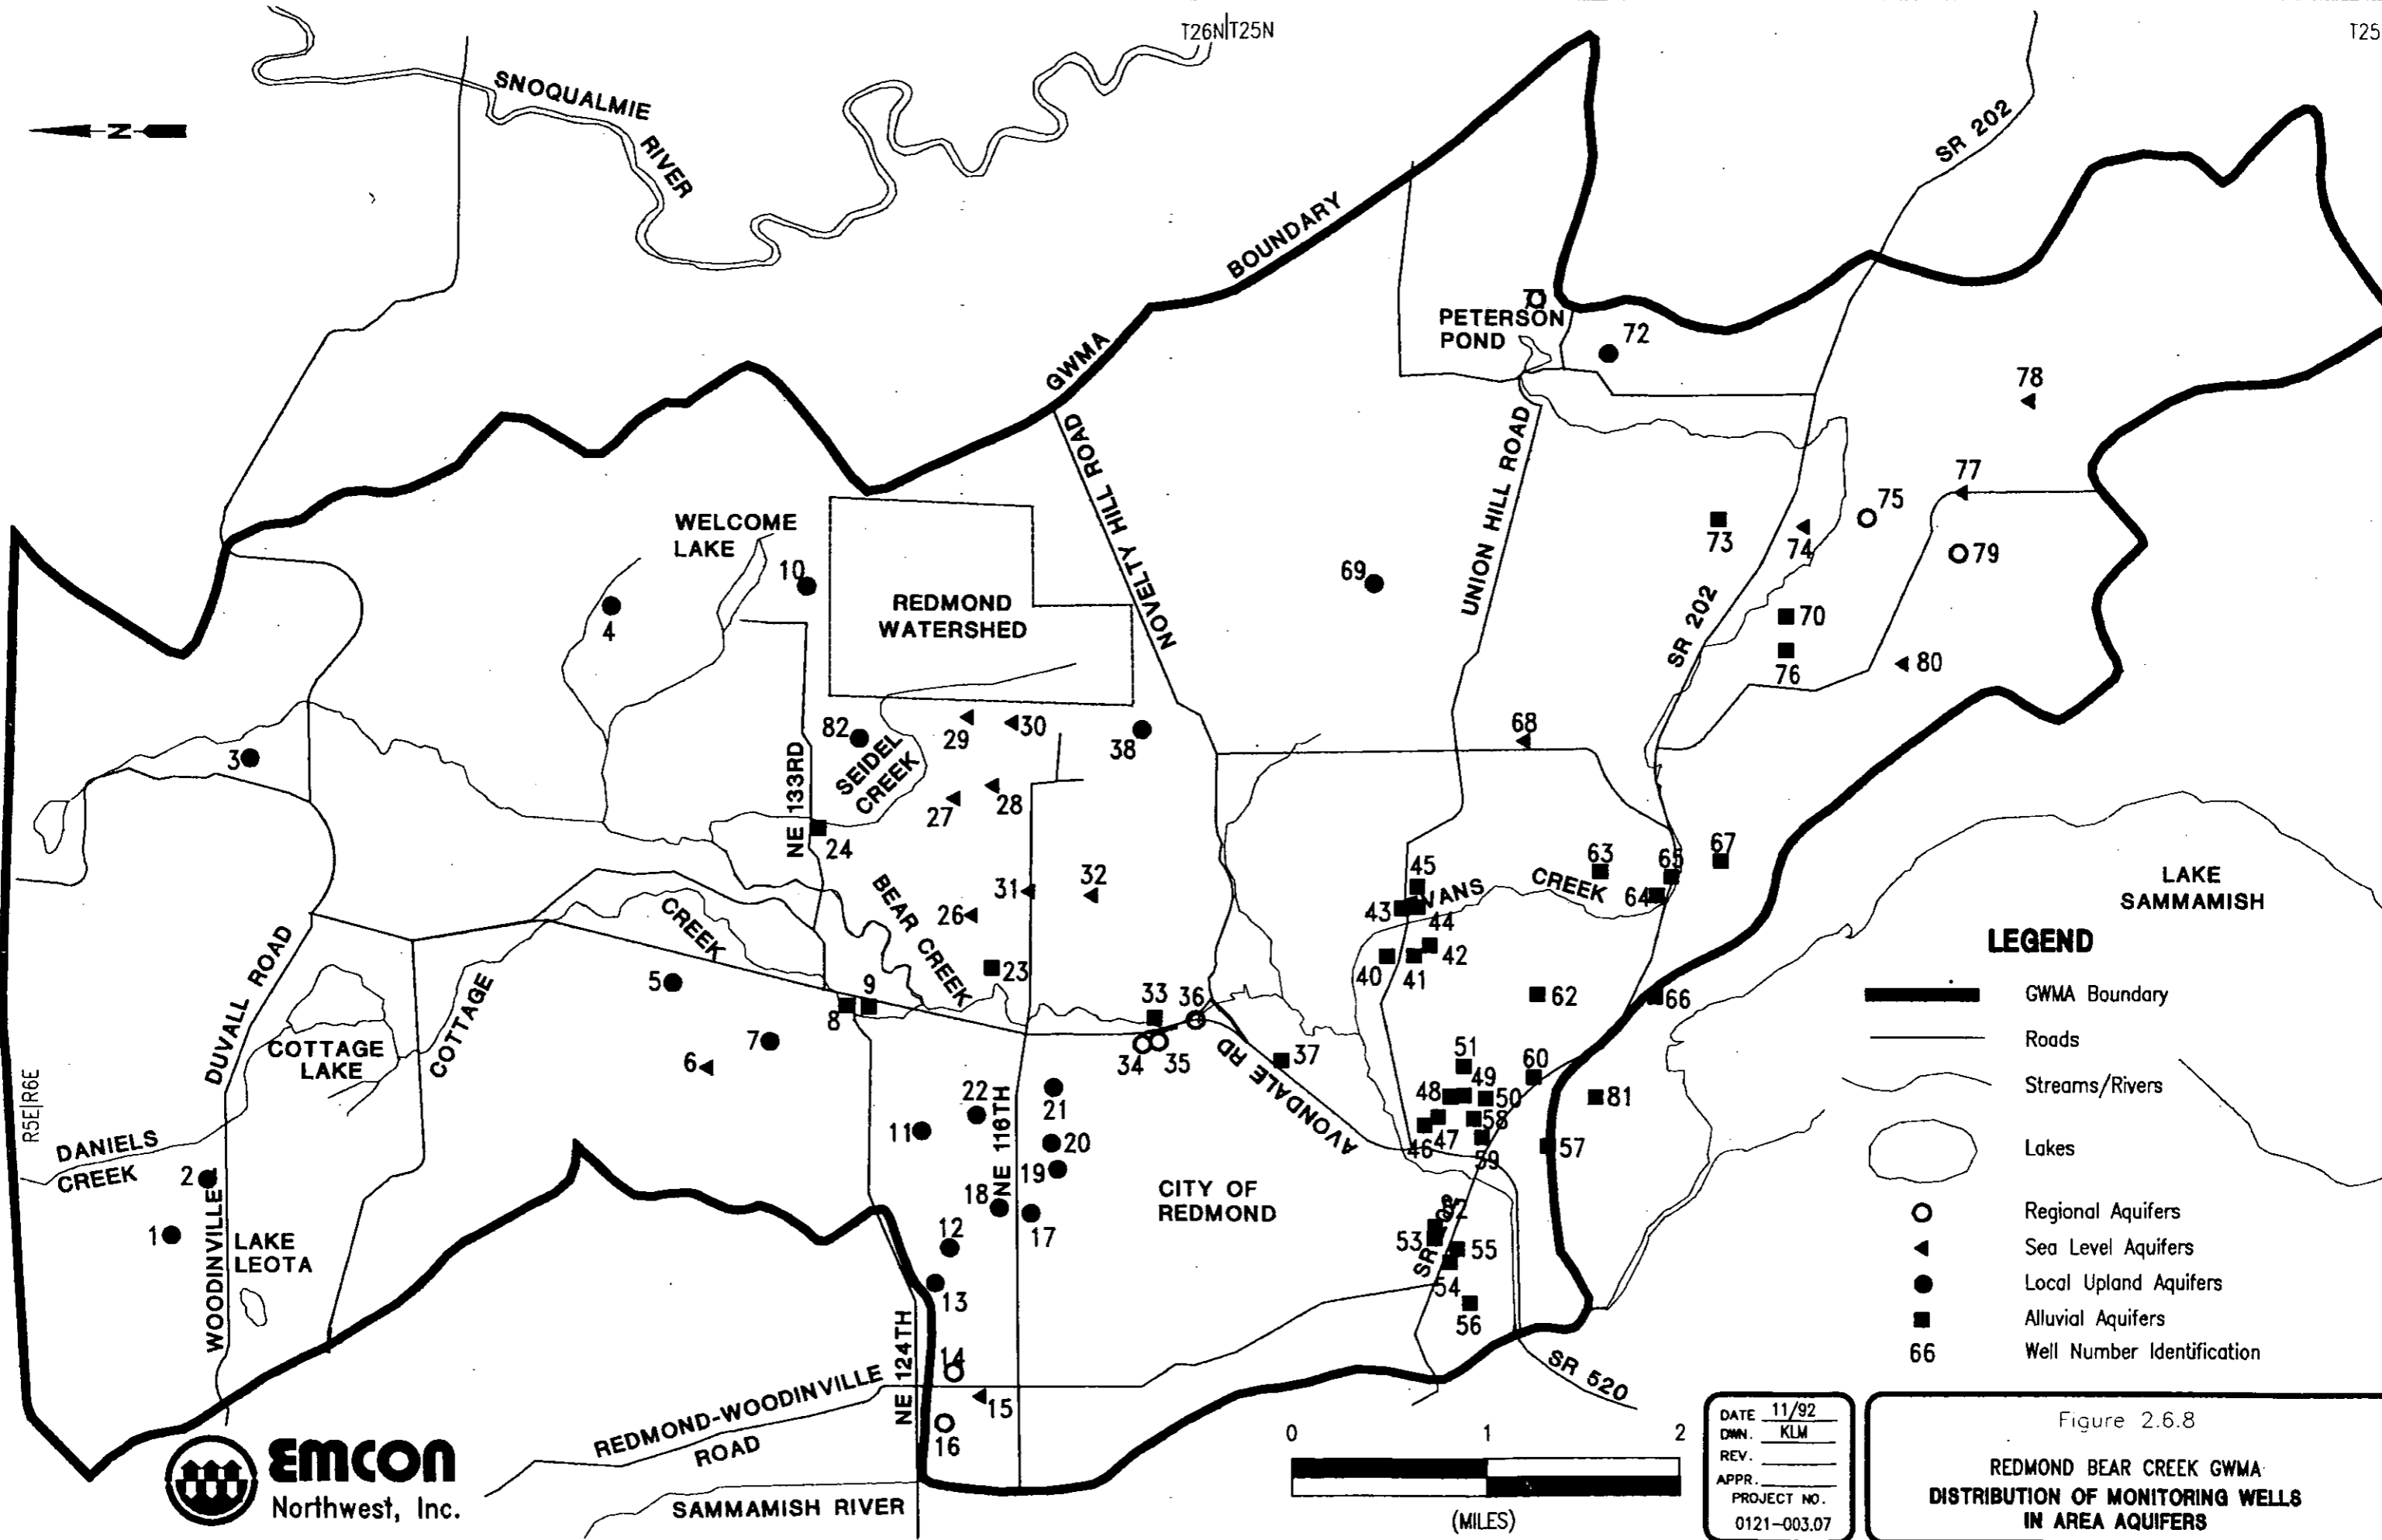 T26N|T25N
T25
SNOQUALMIE
RIVER
N
SR 202
BOUNDARY
GWMA
PETERSON
POND
72
78
NOVELTY HILL ROAD
UNION HILL ROAD
77
75
73
74
79
WELCOME
LAKE
10
69
REDMOND
WATERSHED
4
70
76
SR 202
80
3
82
29
30
38
68
SEIDEL
CREEK
NE 133RD
27
28
24
63
65
67
LAKE
SAMMAMISH
45
VANS
CREEK
64
43
44
31
32
26
BEAR CREEK
CREEK
DUVALL ROAD
LEGEND
42
40
41
23
5
9
8
33
36
62
66
GWMA Boundary
COTTAGE
COTTAGE
LAKE
7
6
34
35
37
AVONDALE RD
51
60
Roads
R5E|R6E
48
49
50
81
Streams/Rivers
22
21
NE 116TH
11
20
58
47
46
59
57
DANIELS
CREEK
Lakes
2
19
18
17
CITY OF
REDMOND
1
WOODINVILLE
LAKE
LEOTA
12
13
53
55
SR
54
56
Regional Aquifers
Sea Level Aquifers
Local Upland Aquifers
Alluvial Aquifers
66
Well Number Identification
14
15
16
NE 124TH
REDMOND-WOODINVILLE
ROAD
SR 520
SAMMAMISH RIVER
EMCON
Northwest, Inc.
0 1 2
(MILES)
DATE 11/92
DWN. KLM
REV.
APPR.
PROJECT NO.
0121-003.07
Figure 2.6.8
REDMOND BEAR CREEK GWMA
DISTRIBUTION OF MONITORING WELLS
IN AREA AQUIFERS